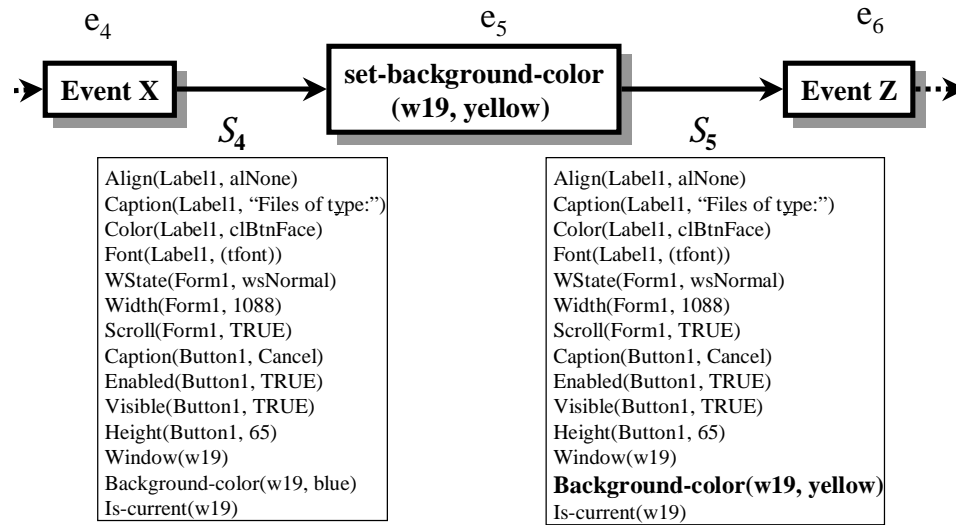 e4
e5
e6
Event X
set-background-color
(w19, yellow)
Event Z
S4
S5
Align(Label1, alNone)
Caption(Label1, “Files of type:”)
Color(Label1, clBtnFace)
Font(Label1, (tfont))
WState(Form1, wsNormal)
Width(Form1, 1088)
Scroll(Form1, TRUE)
Caption(Button1, Cancel)
Enabled(Button1, TRUE)
Visible(Button1, TRUE)
Height(Button1, 65)
Window(w19)
Background-color(w19, blue)
Is-current(w19)
Align(Label1, alNone)
Caption(Label1, “Files of type:”)
Color(Label1, clBtnFace)
Font(Label1, (tfont))
WState(Form1, wsNormal)
Width(Form1, 1088)
Scroll(Form1, TRUE)
Caption(Button1, Cancel)
Enabled(Button1, TRUE)
Visible(Button1, TRUE)
Height(Button1, 65)
Window(w19)
Background-color(w19, yellow)
Is-current(w19)